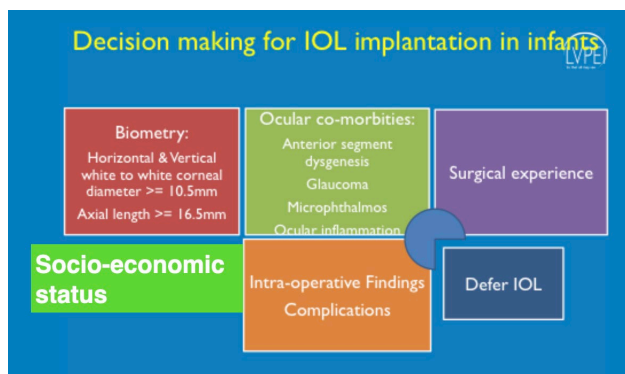 Decision making for IOL implantation in infants
LVPEI
Biometry:
Horizontal & Vertical
white to white corneal
diameter >= 10.5mm
Axial length >= 16.5mm
Ocular co-morbities:
Anterior segment
dysgenesis
Glaucoma
Microphthalmos
Ocular inflammation
Surgical experience
Socio-economic
status
Intra-operative Findings
Complications
Defer IOL